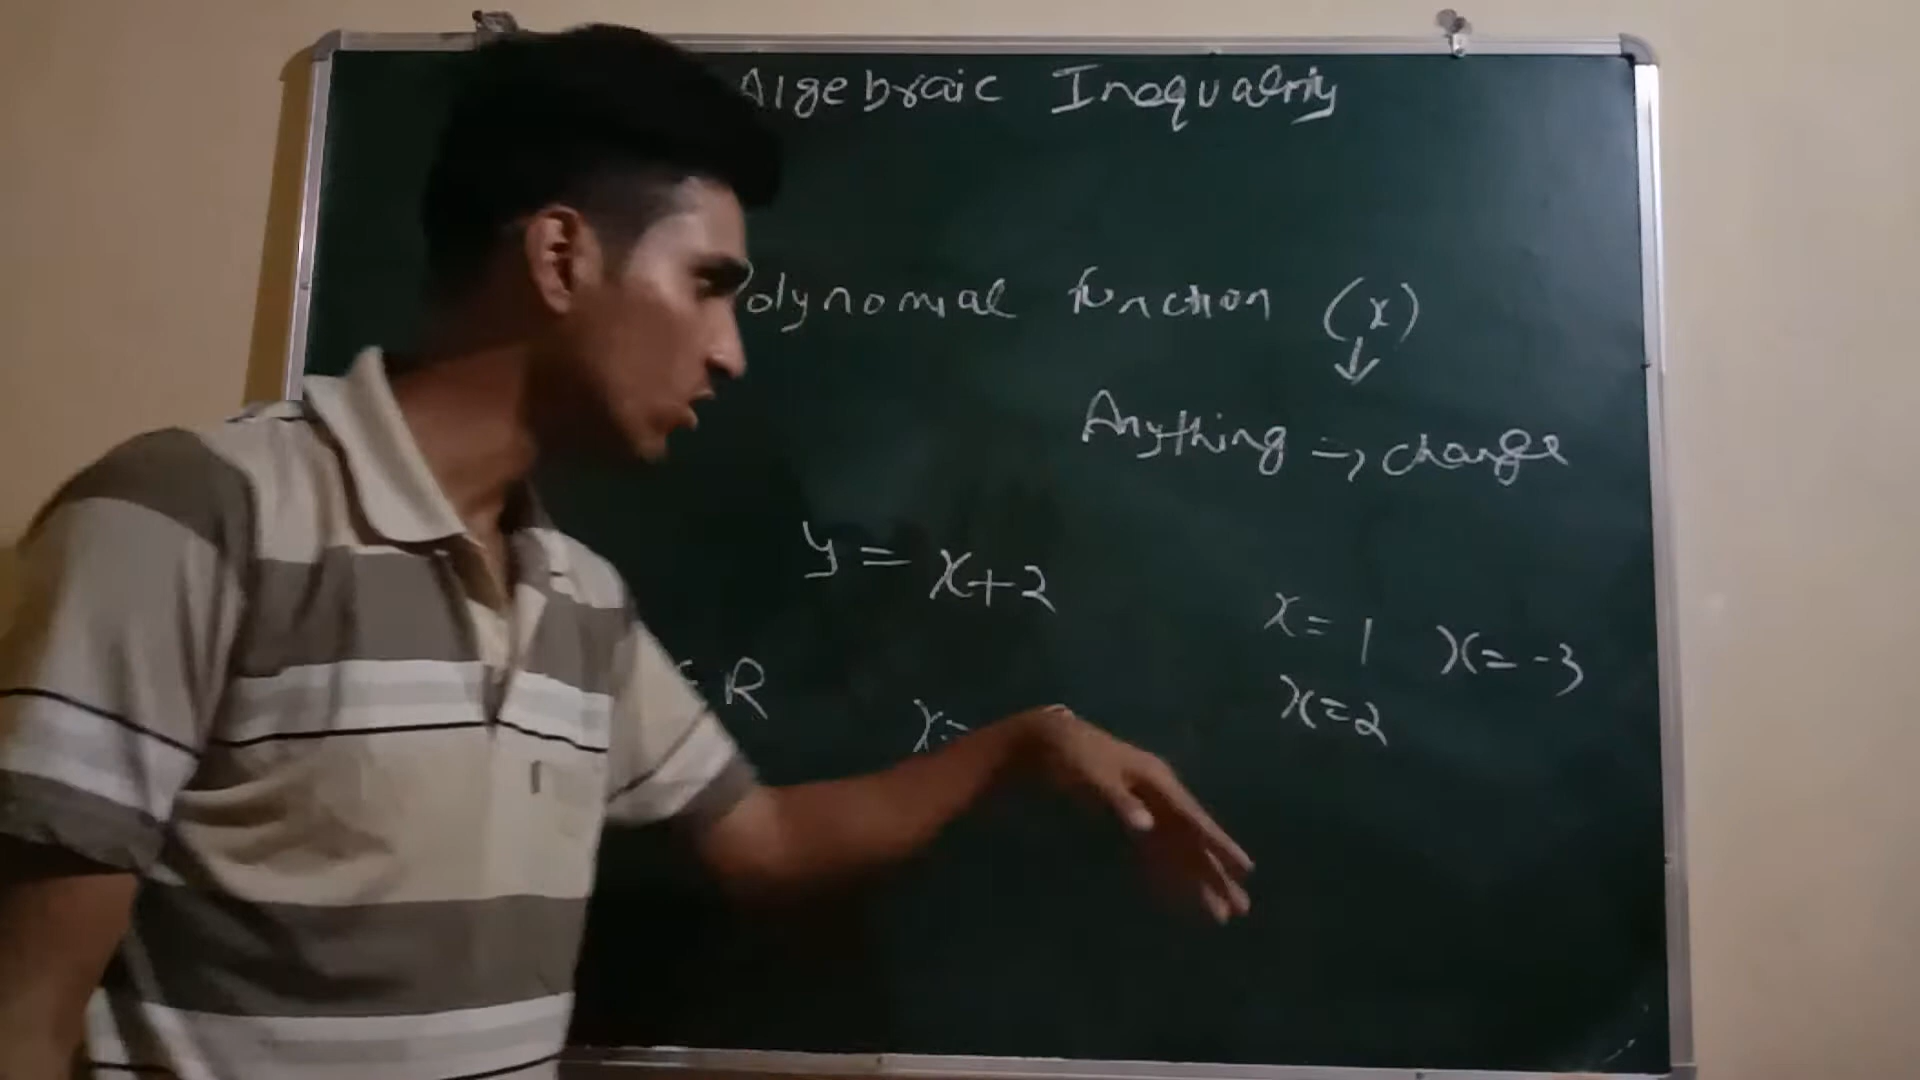 Algebraic Inequality
Polynomial function (x)
↓
Anything => change
y = x+2
x = 1 x = -3
∈ R
x = 2
x =